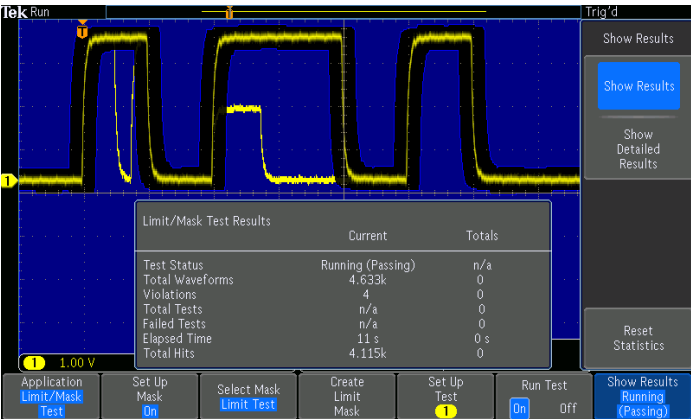 Tek Run
Trig'd
T
T
1
Show Results
Show Results
Show
Detailed
Results
Reset
Statistics
Limit/Mask Test Results
Current Totals
Test Status Running (Passing) n/a
Total Waveforms 4.633k 0
Violations 4 0
Total Tests n/a 0
Failed Tests n/a 0
Elapsed Time 11 s 0 s
Total Hits 4.115k 0
1 1.00 V
Application
Limit/Mask
Test
Set Up
Mask
On
Select Mask
Limit Test
Create
Limit
Mask
Set Up
Test
1
Run Test
On Off
Show Results
Running
(Passing)